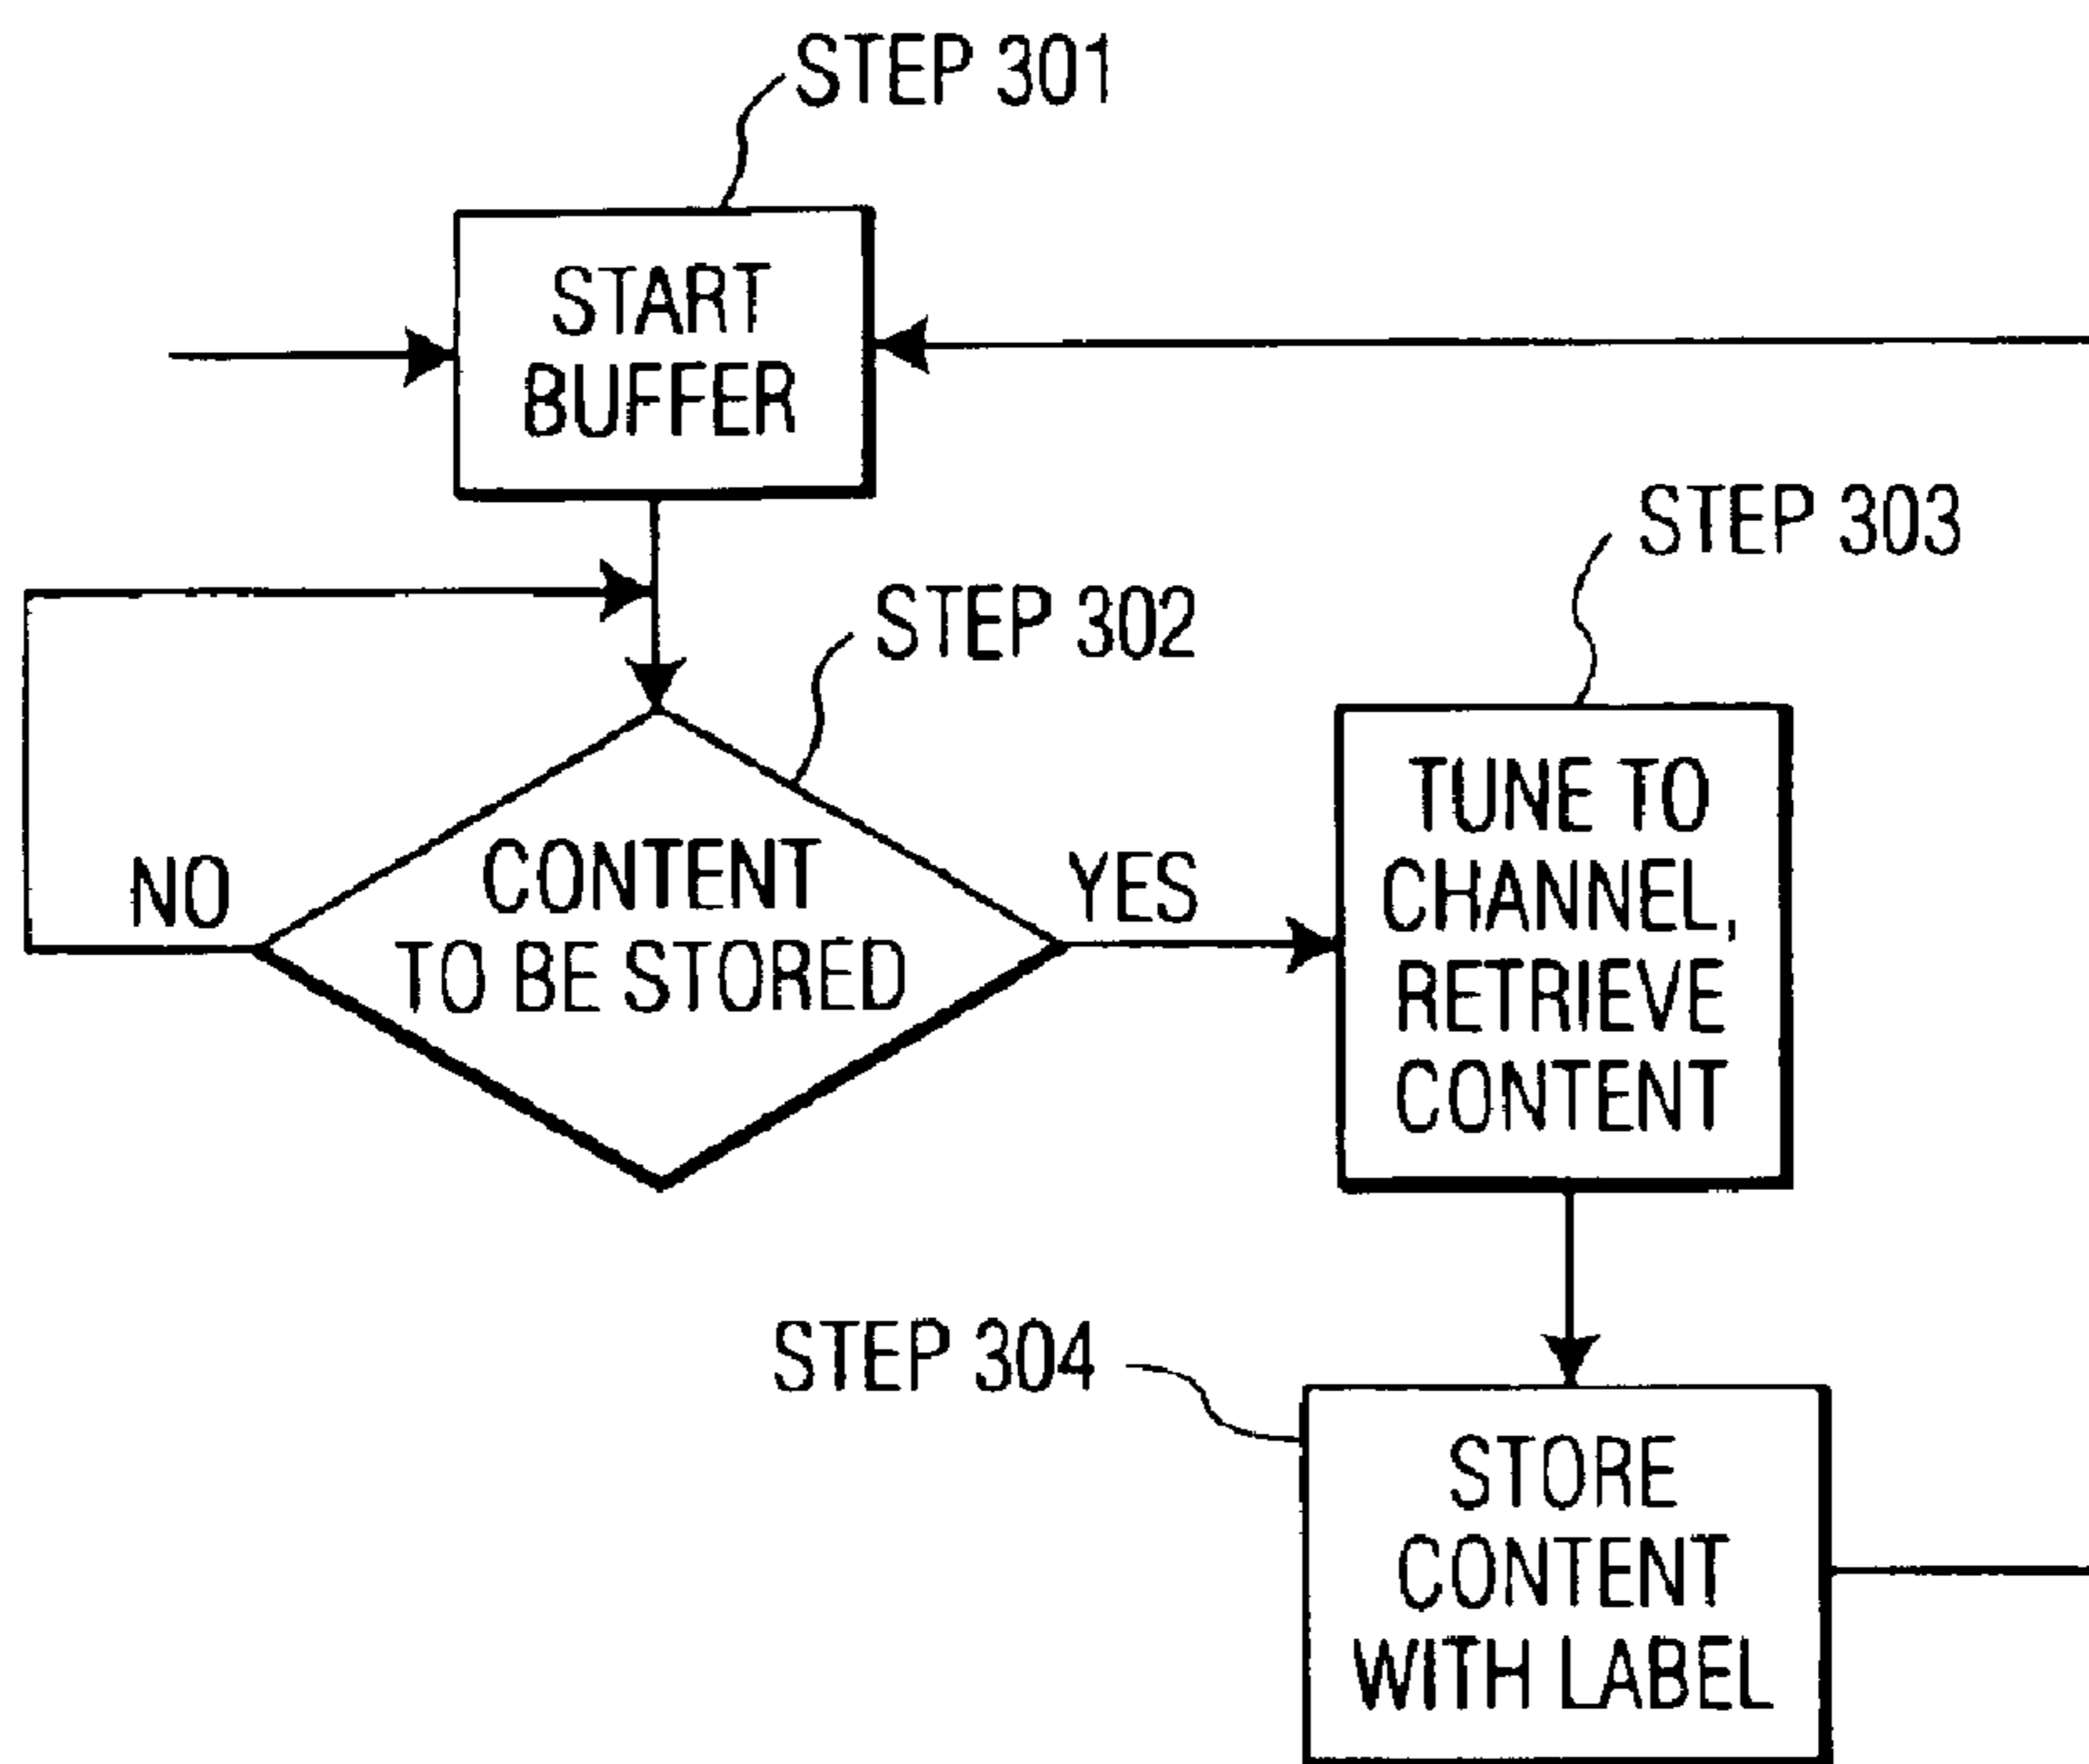 STEP 301
START
BUFFER
STEP 302
CONTENT
TO BE STORED
NO
YES
STEP 303
TUNE TO
CHANNEL,
RETRIEVE
CONTENT
STEP 304
STORE
CONTENT
WITH LABEL